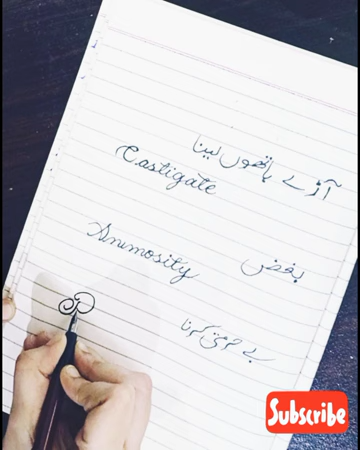 آڑے ہاتھوں لینا
Castigate
Animosity
بغض
بے حرمتی کرنا
Subscribe